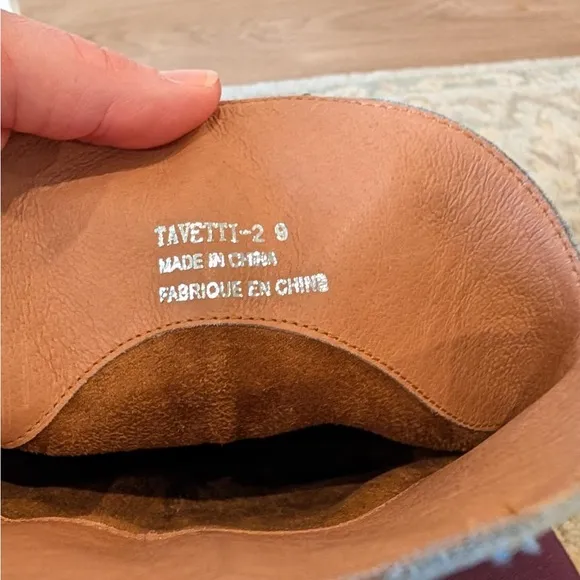 TAVETTI-2 9
MADE IN CHINA
FABRIQUE EN CHINE